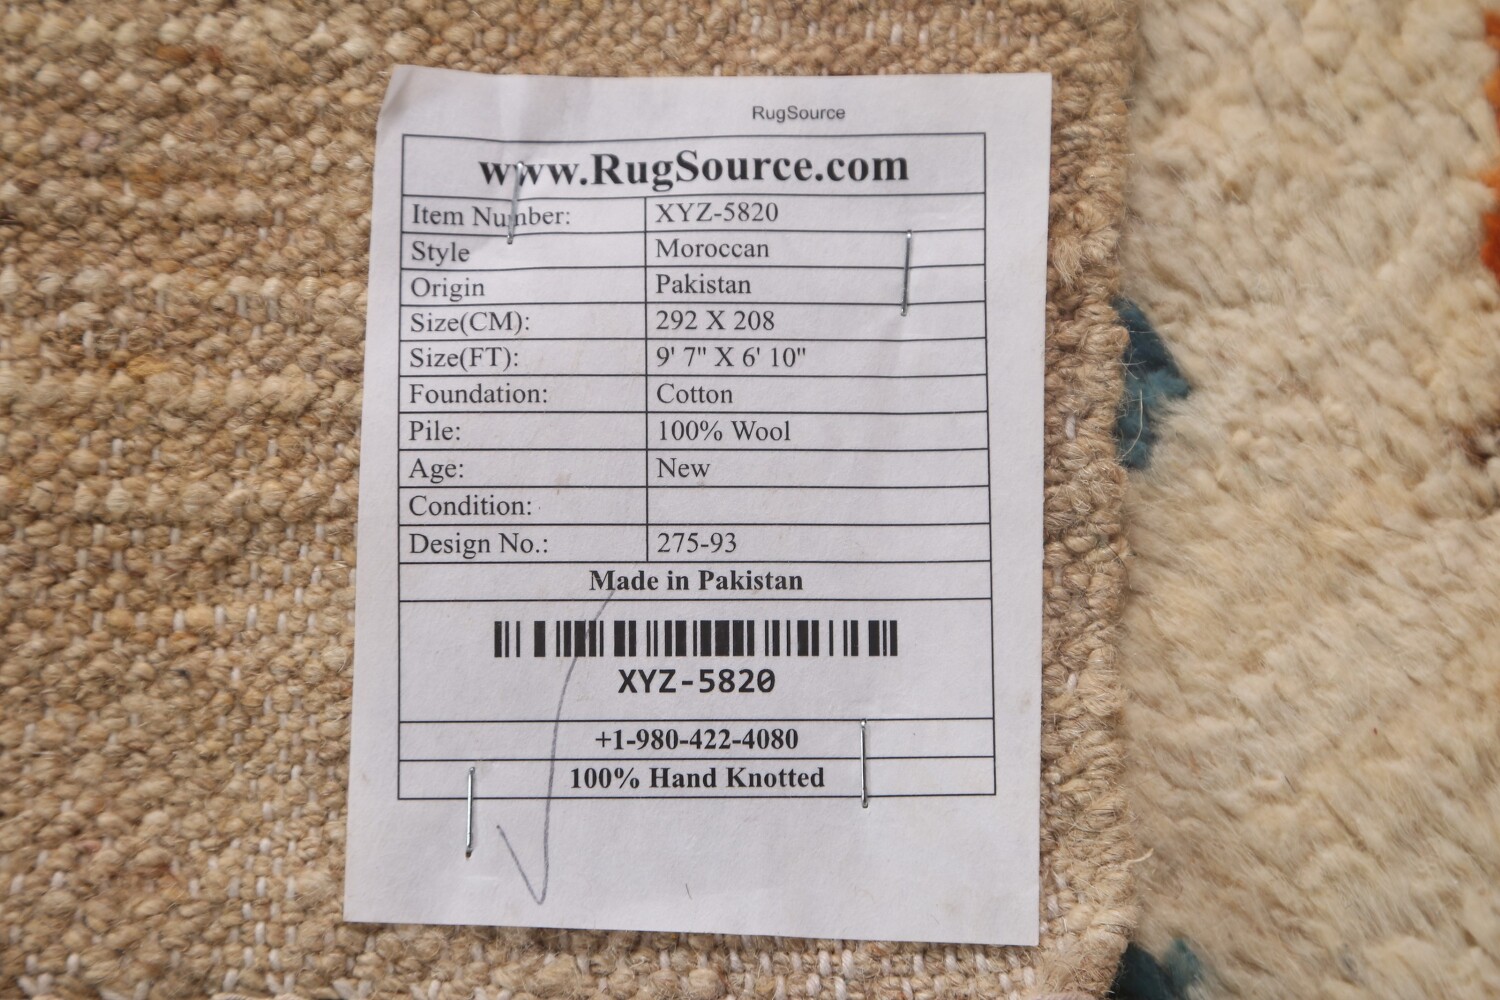 RugSource
www.RugSource.com
Item Number: XYZ-5820
Style Moroccan
Origin Pakistan
Size(CM): 292 X 208
Size(FT): 9' 7" X 6' 10"
Foundation: Cotton
Pile: 100% Wool
Age: New
Condition:
Design No.: 275-93
Made in Pakistan
XYZ-5820
+1-980-422-4080
100% Hand Knotted